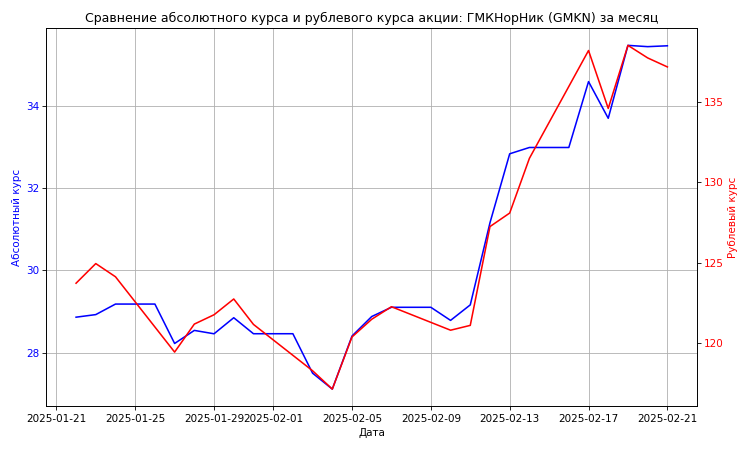 Сравнение абсолютного курса и рублевого курса акции: ГМКНорНик (GMKN) за месяц
Абсолютный курс
34
32
30
28
135
130
125
120
Рублевый курс
2025-01-21 2025-01-25 2025-01-29 2025-02-01 2025-02-05 2025-02-09 2025-02-13 2025-02-17 2025-02-21
Дата